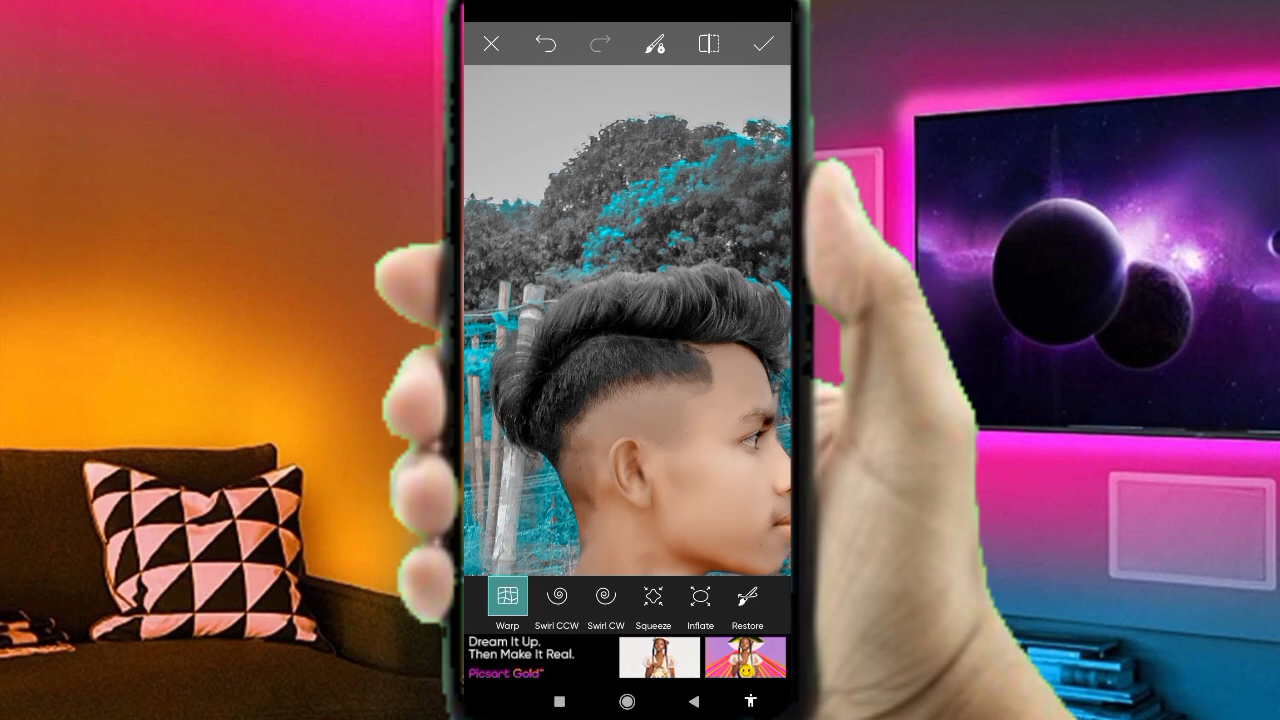 Warp
Swirl CCW
Swirl CW
Squeeze
Inflate
Restore
Dream It Up.
Then Make It Real.
Picsart Gold